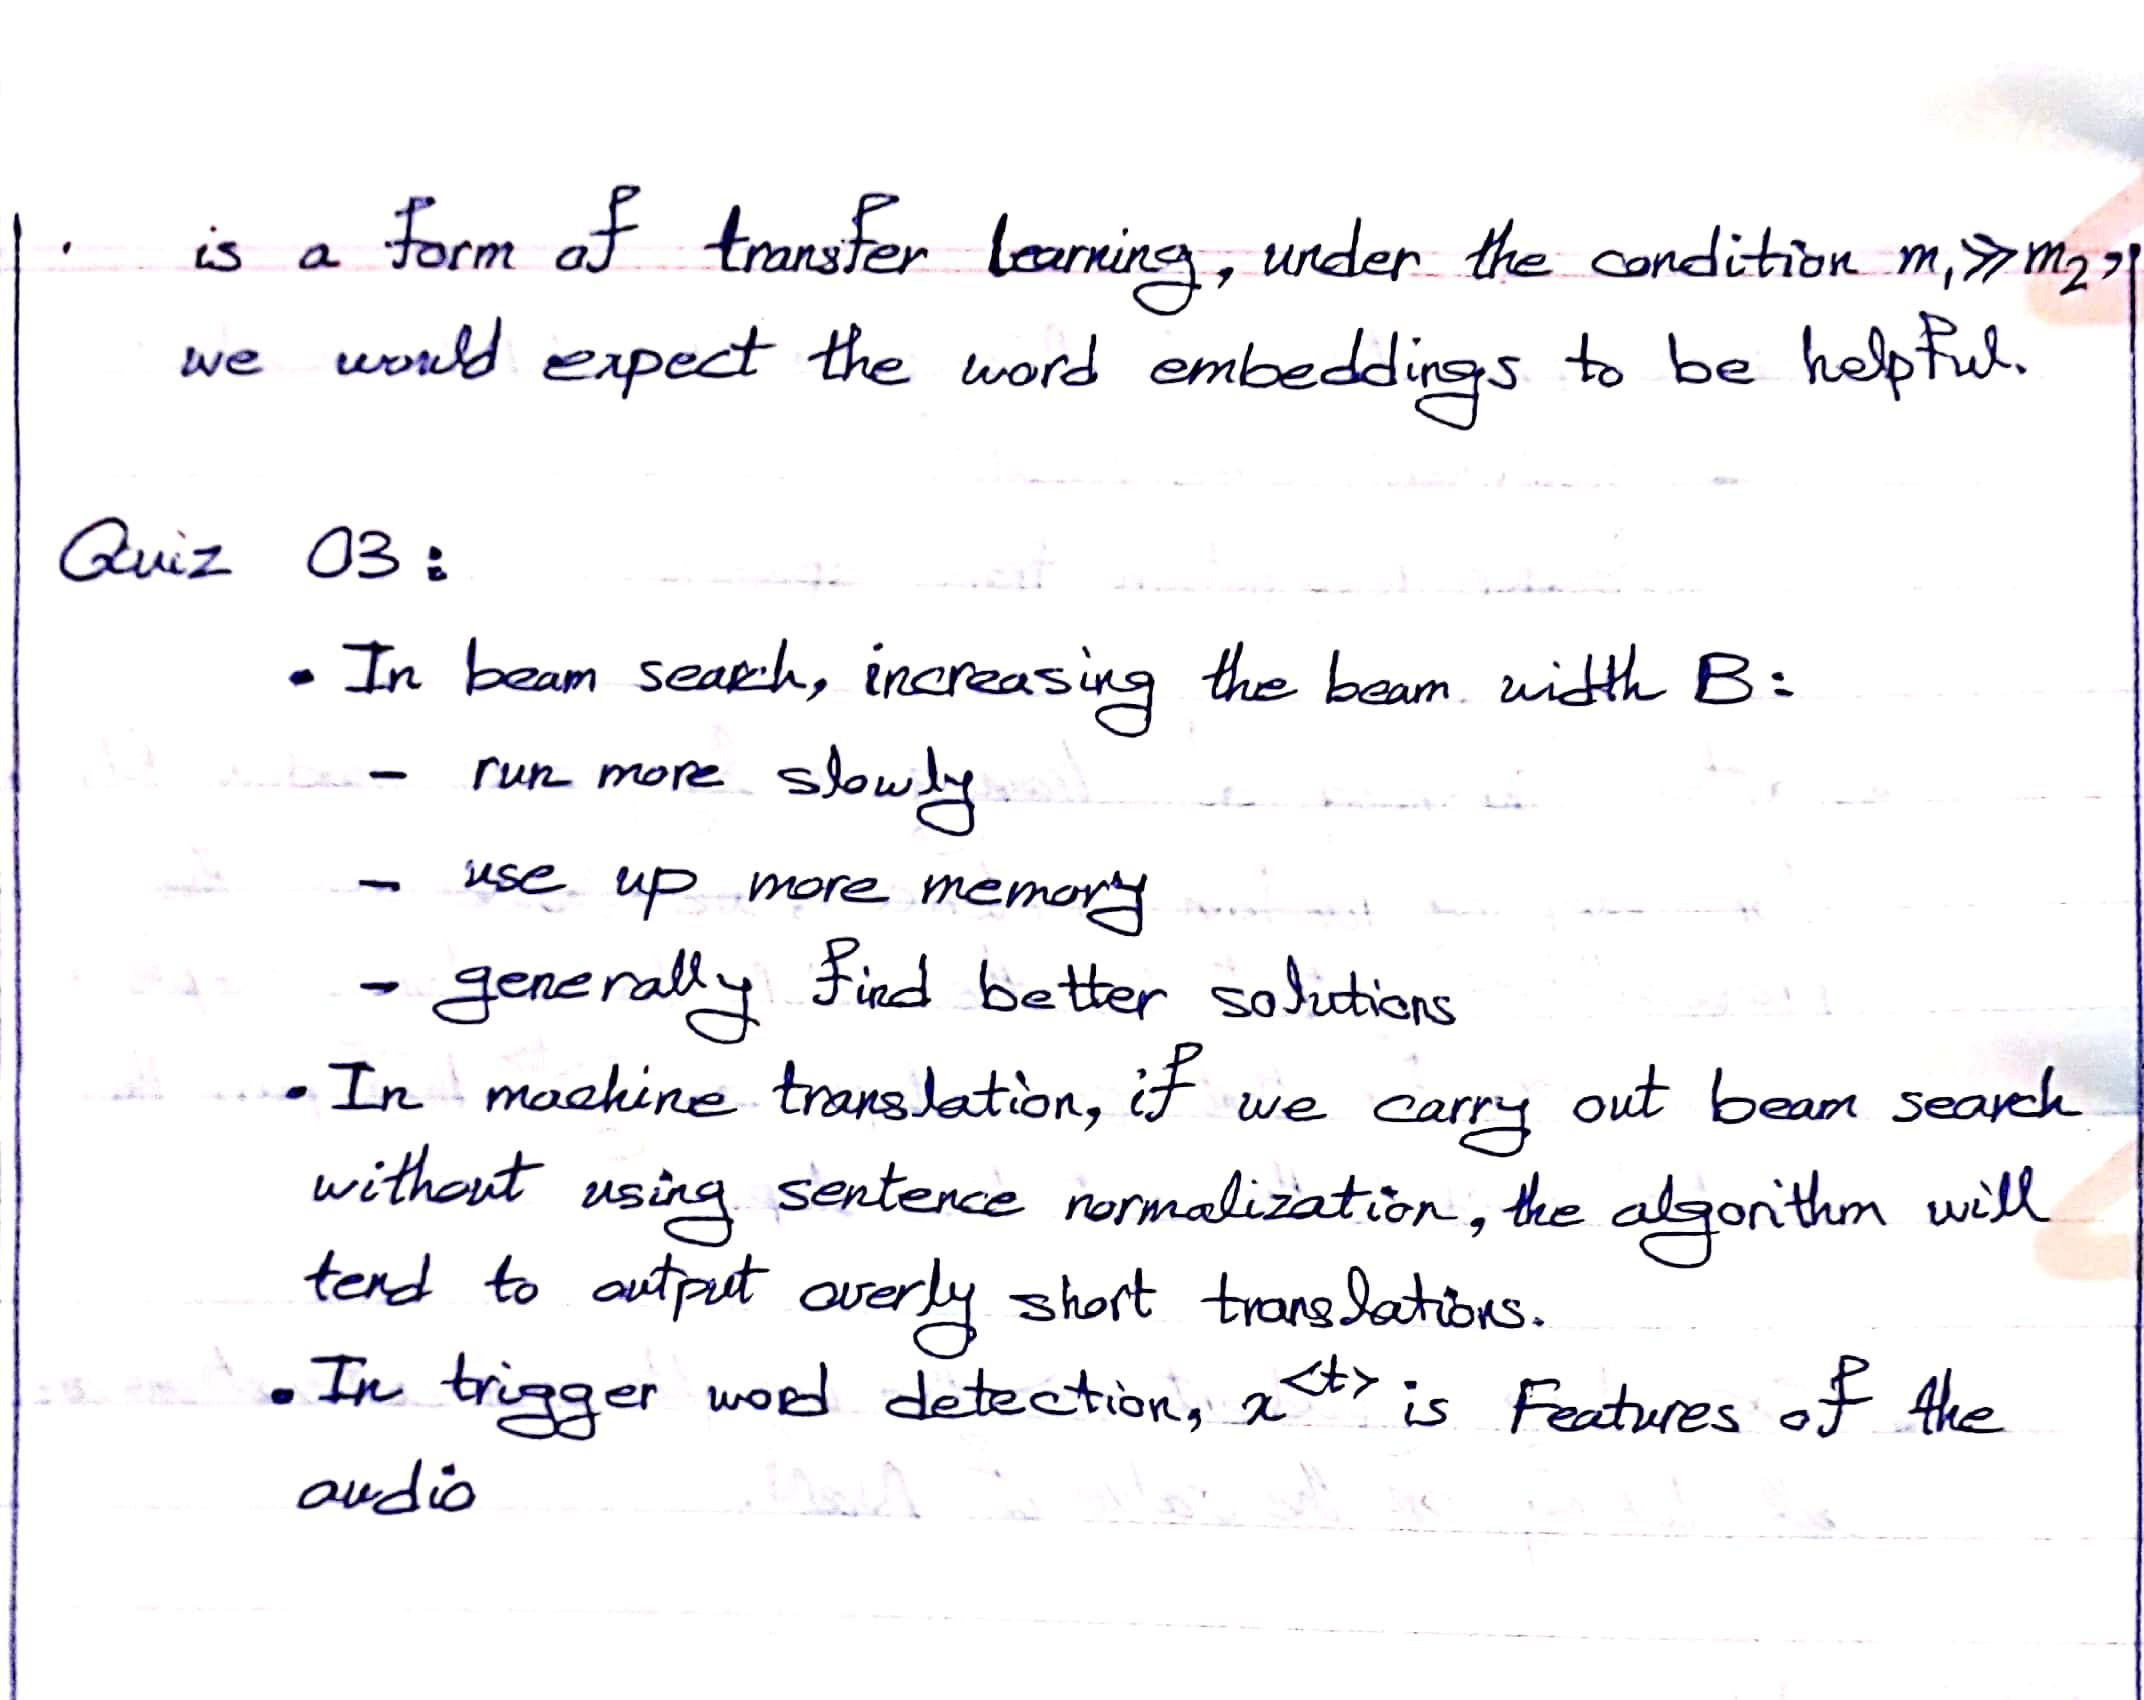 is a form of transfer learning, under the condition m₁≫m₂,
we would expect the word embeddings to be helpful.
Quiz 03:
• In beam search, increasing the beam width B:
- run more slowly
- use up more memory
- generally find better solutions
• In machine translation, if we carry out beam search
without using sentence normalization, the algorithm will
tend to output overly short translations.
• In trigger word detection, x<t> is Features of the
audio